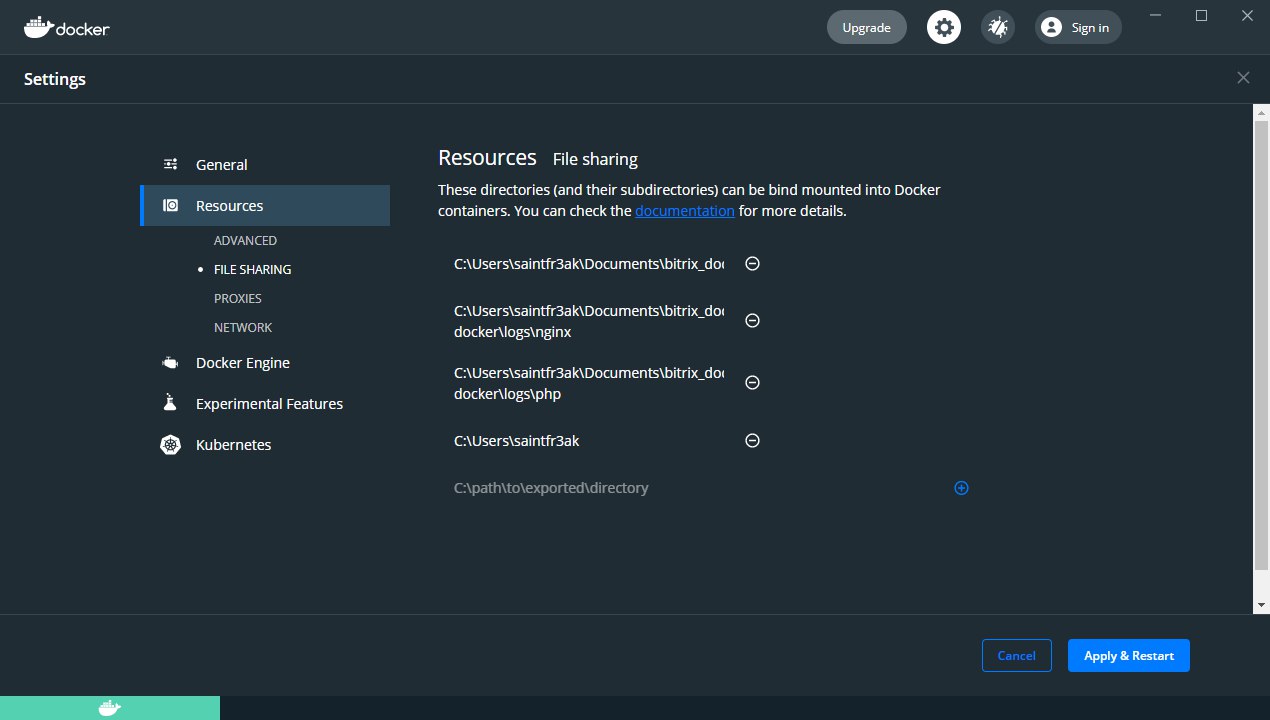 docker
Upgrade
Sign in
Settings
General
Resources
ADVANCED
FILE SHARING
PROXIES
NETWORK
Docker Engine
Experimental Features
Kubernetes
Resources File sharing
These directories (and their subdirectories) can be bind mounted into Docker
containers. You can check the documentation for more details.
C:\Users\saintfr3ak\Documents\bitrix_doc
C:\Users\saintfr3ak\Documents\bitrix_doc
docker\logs\nginx
C:\Users\saintfr3ak\Documents\bitrix_doc
docker\logs\php
C:\Users\saintfr3ak
C:\path\to\exported\directory
Cancel
Apply & Restart